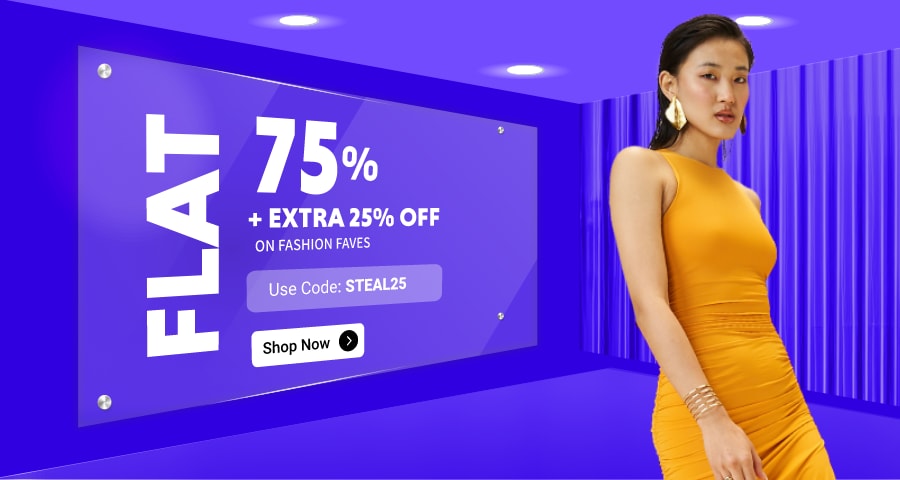 FLAT
75%
+ EXTRA 25% OFF
ON FASHION FAVES
Use Code: STEAL25
Shop Now